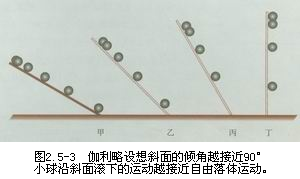 甲 乙 丙 丁
图2.5-3 伽利略设想斜面的倾角越接近90°
小球沿斜面滚下的运动越接近自由落体运动。